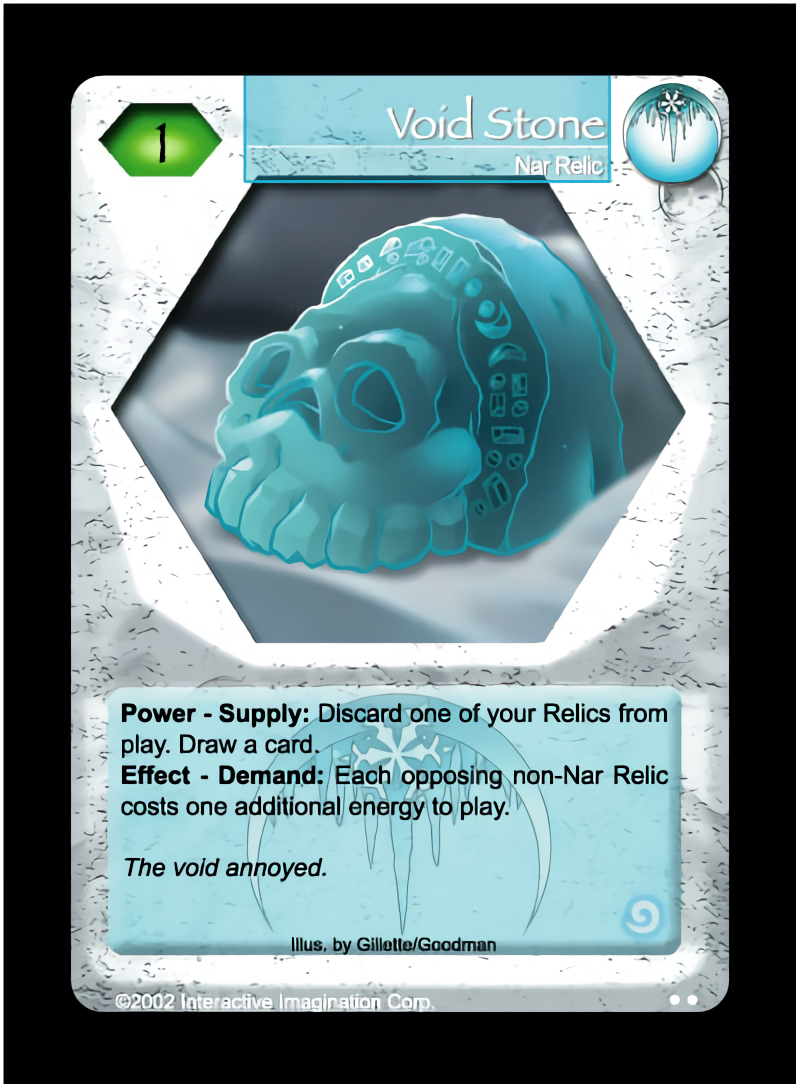 1
Void Stone
Nar Relic
Power - Supply: Discard one of your Relics from
play. Draw a card.
Effect - Demand: Each opposing non-Nar Relic
costs one additional energy to play.
The void annoyed.
Illus. by Gillette/Goodman
©2002 Interactive Imagination Corp.